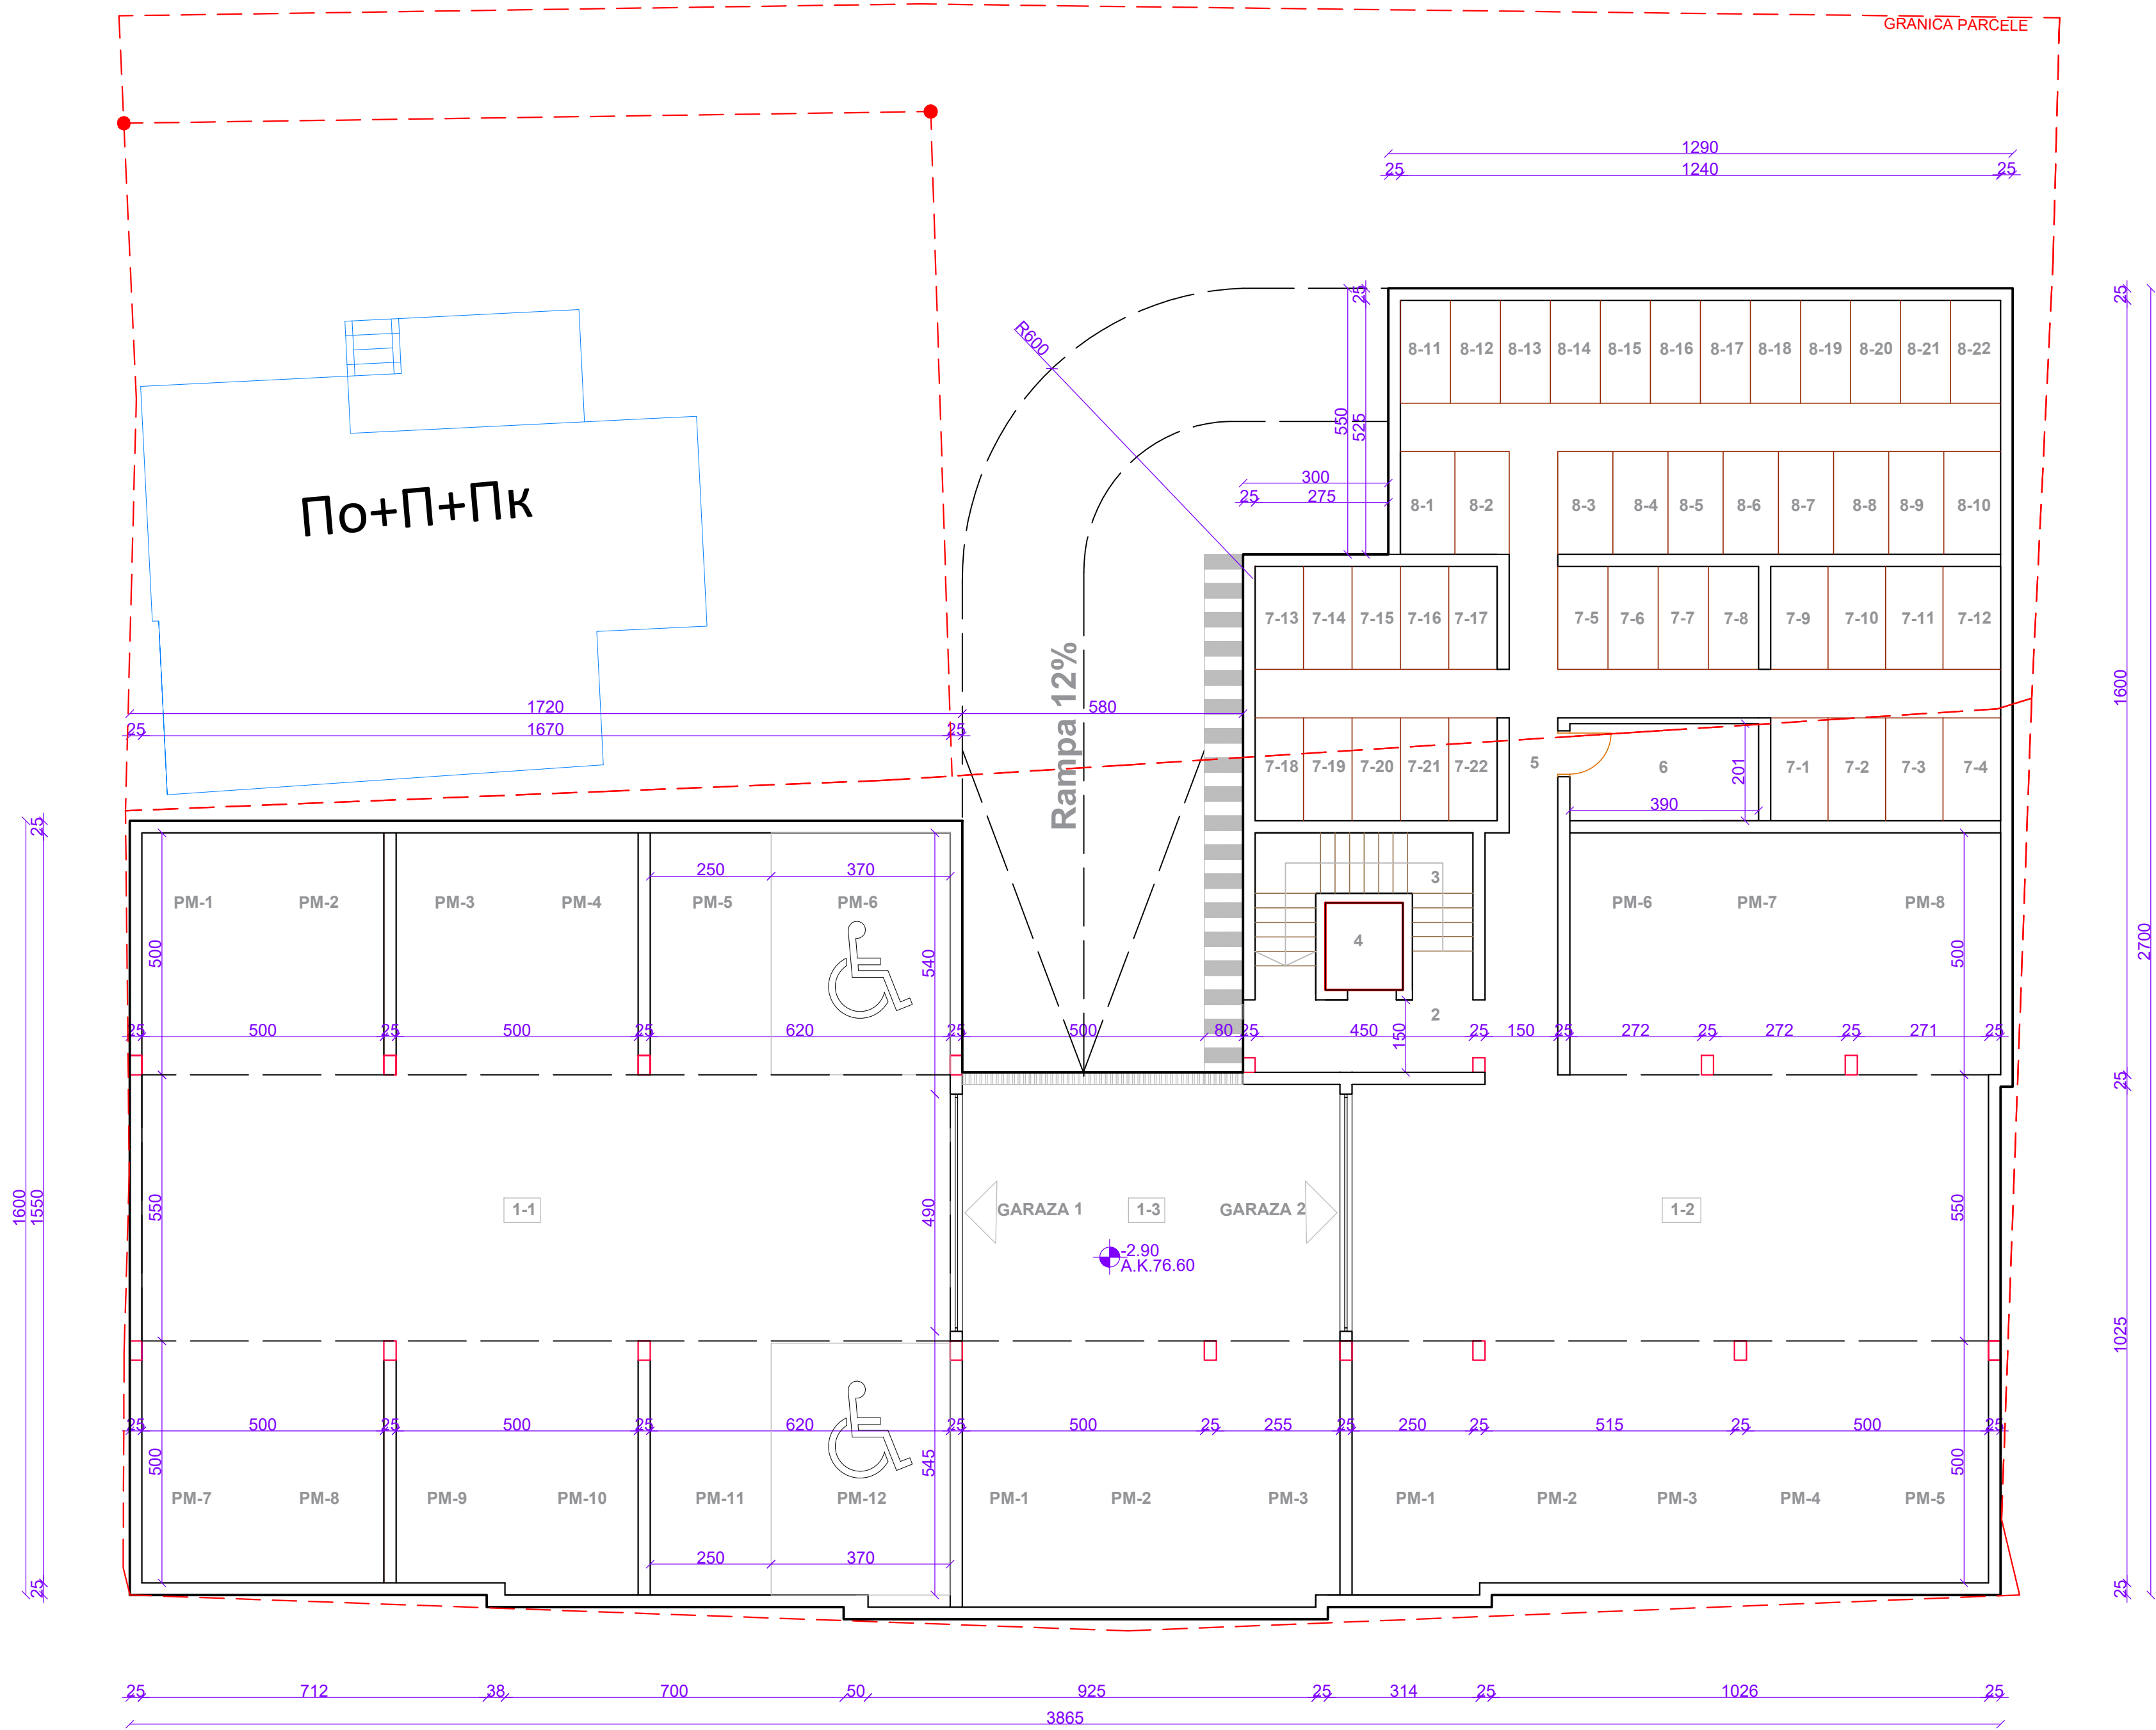 GRANICA PARCELE
1290
25 1240 25
25
25
R600
8-11 8-12 8-13 8-14 8-15 8-16 8-17 8-18 8-19 8-20 8-21 8-22
550 525
300
25 275
По+П+Пк
8-1 8-2 8-3 8-4 8-5 8-6 8-7 8-8 8-9 8-10
7-13 7-14 7-15 7-16 7-17 7-5 7-6 7-7 7-8 7-9 7-10 7-11 7-12
1600
1720 580
25 1670 25
Rampa 12%
7-18 7-19 7-20 7-21 7-22 5 6 201 7-1 7-2 7-3 7-4
390
25 25
250 370
3
PM-1 PM-2 PM-3 PM-4 PM-5 PM-6
PM-6 PM-7 PM-8
4
500 540 500 2700
2
25 500 25 500 25 620 25 500 80 25 450 150 25 150 25 272 25 272 25 271 25
25
1600 1550 550 490 550
1-1 GARAZA 1 1-3 GARAZA 2 1-2
-2.90
A.K.76.60
1025
25 500 25 500 25 620 25 500 25 255 25 250 25 515 25 500 25
500 545 500
PM-7 PM-8 PM-9 PM-10 PM-11 PM-12 PM-1 PM-2 PM-3 PM-1 PM-2 PM-3 PM-4 PM-5
250 370
25 25
25 712 38 700 50 925 25 314 25 1026 25
3865